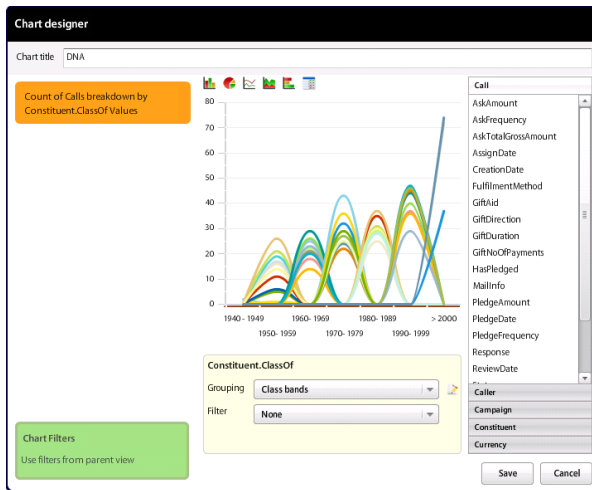 Chart designer
Chart title DNA
Count of Calls breakdown by
Constituent.ClassOf Values
80
70
60
50
40
30
20
10
0
1940 - 1949 1960- 1969 1980 - 1989 > 2000
1950- 1959 1970- 1979 1990- 1999
Constituent.ClassOf
Grouping Class bands
Filter None
Chart Filters
Use filters from parent view
Call
AskAmount
AskFrequency
AskTotalGrossAmount
AssignDate
CreationDate
FulfilmentMethod
GiftAid
GiftDirection
GiftDuration
GiftNoOfPayments
HasPledged
MailInfo
PledgeAmount
PledgeDate
PledgeFrequency
Response
ReviewDate
Caller
Campaign
Constituent
Currency
Save Cancel